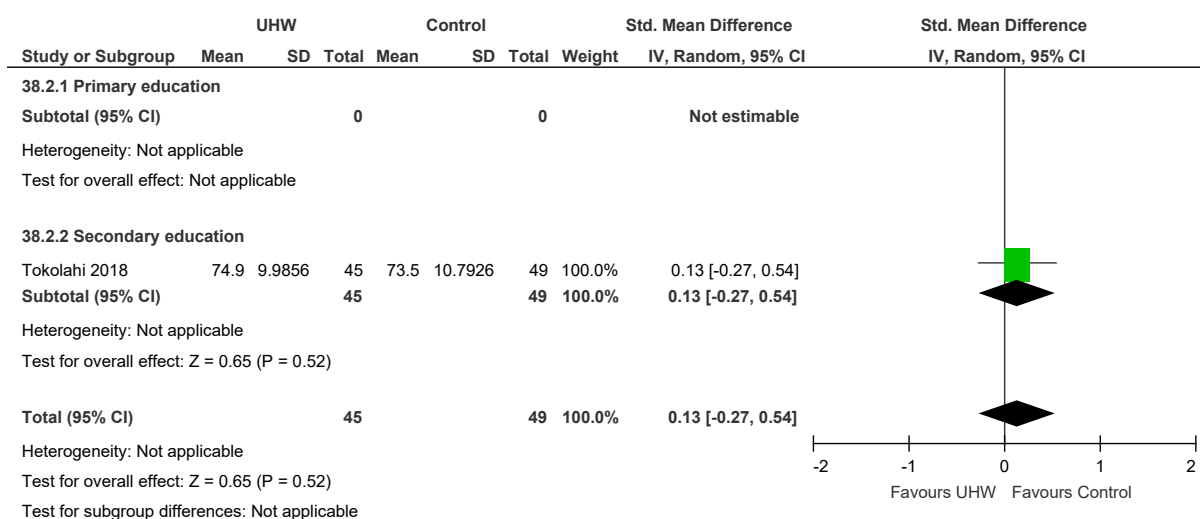 UHW Control Std. Mean Difference Std. Mean Difference
Study or Subgroup Mean SD Total Mean SD Total Weight IV, Random, 95% CI IV, Random, 95% CI
38.2.1 Primary education
Subtotal (95% CI) 0 0 Not estimable
Heterogeneity: Not applicable
Test for overall effect: Not applicable
38.2.2 Secondary education
Tokolahi 2018 74.9 9.9856 45 73.5 10.7926 49 100.0% 0.13 [-0.27, 0.54]
Subtotal (95% CI) 45 49 100.0% 0.13 [-0.27, 0.54]
Heterogeneity: Not applicable
Test for overall effect: Z = 0.65 (P = 0.52)
Total (95% CI) 45 49 100.0% 0.13 [-0.27, 0.54]
Heterogeneity: Not applicable
Test for overall effect: Z = 0.65 (P = 0.52)
Test for subgroup differences: Not applicable
-2 -1 0 1 2
Favours UHW Favours Control